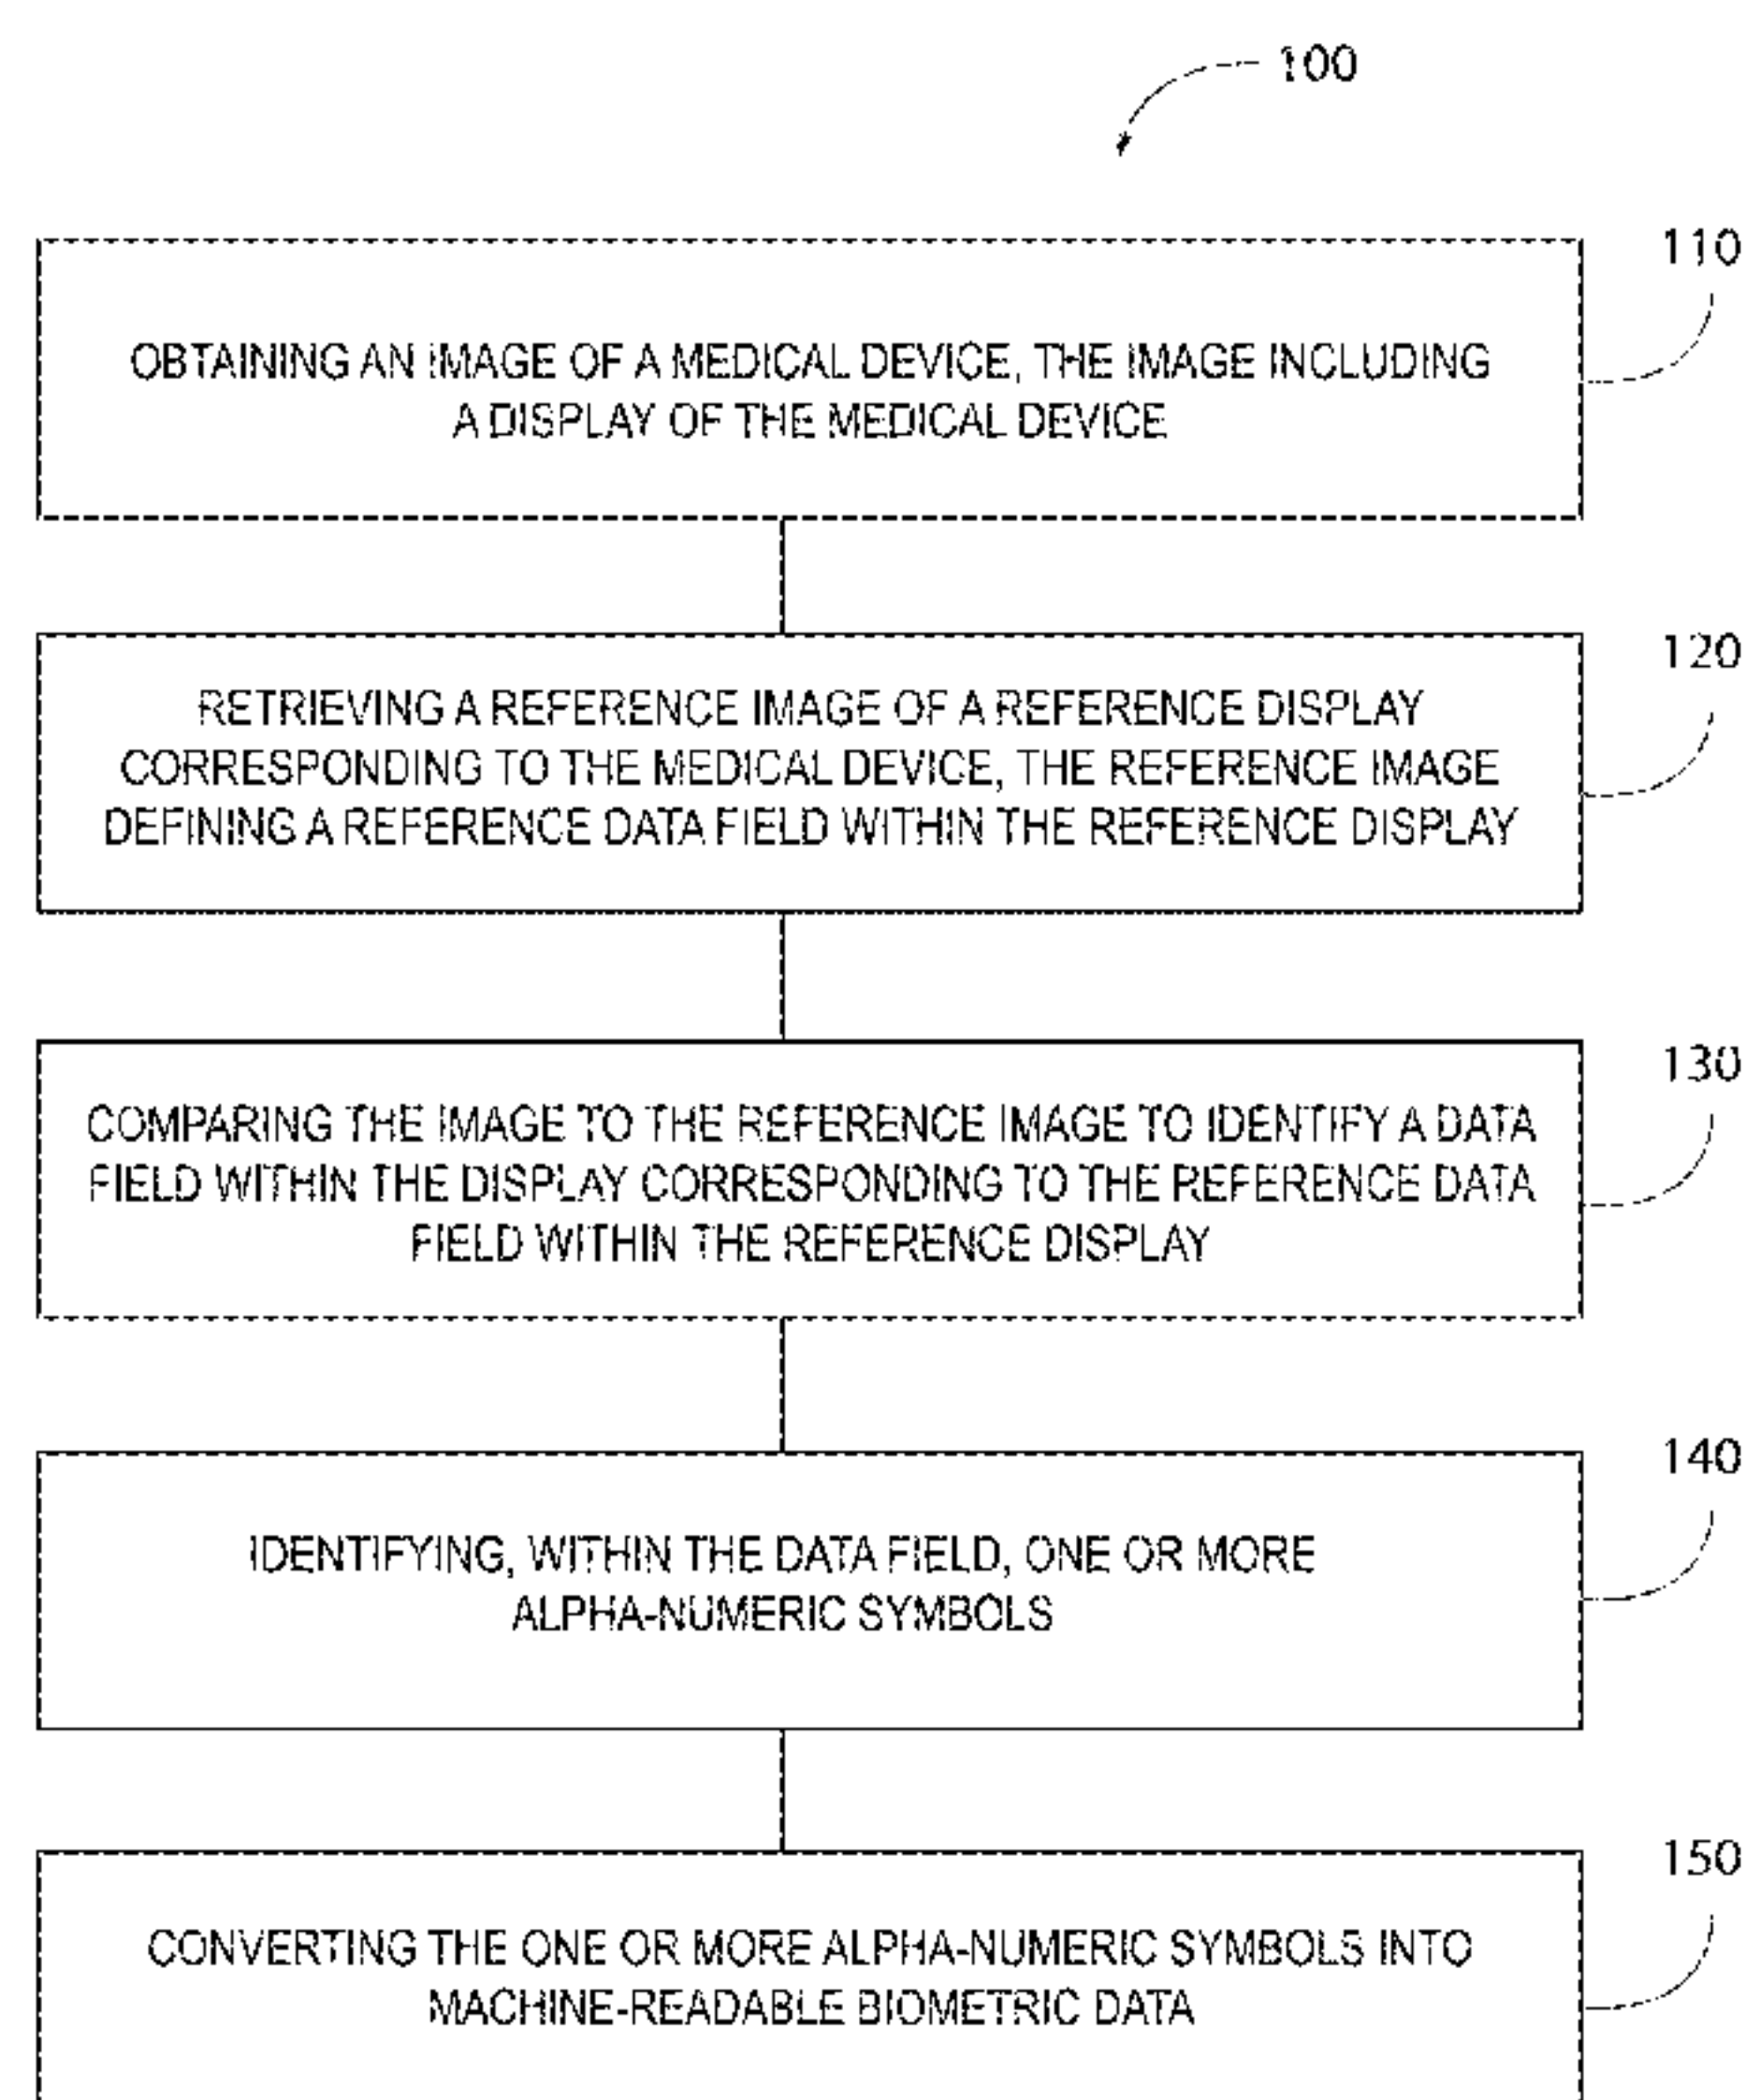 100
110
OBTAINING AN IMAGE OF A MEDICAL DEVICE, THE IMAGE INCLUDING
A DISPLAY OF THE MEDICAL DEVICE
120
RETRIEVING A REFERENCE IMAGE OF A REFERENCE DISPLAY
CORRESPONDING TO THE MEDICAL DEVICE, THE REFERENCE IMAGE
DEFINING A REFERENCE DATA FIELD WITHIN THE REFERENCE DISPLAY
130
COMPARING THE IMAGE TO THE REFERENCE IMAGE TO IDENTIFY A DATA
FIELD WITHIN THE DISPLAY CORRESPONDING TO THE REFERENCE DATA
FIELD WITHIN THE REFERENCE DISPLAY
140
IDENTIFYING, WITHIN THE DATA FIELD, ONE OR MORE
ALPHA-NUMERIC SYMBOLS
150
CONVERTING THE ONE OR MORE ALPHA-NUMERIC SYMBOLS INTO
MACHINE-READABLE BIOMETRIC DATA